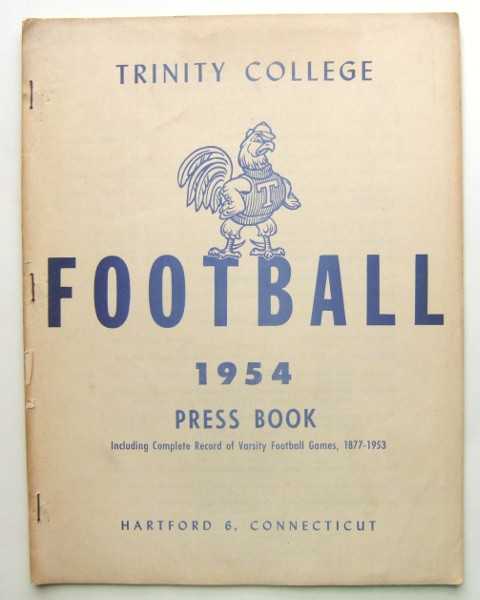 TRINITY COLLEGE
T
FOOTBALL
1954
PRESS BOOK
Including Complete Record of Varsity Football Games, 1877-1953
HARTFORD 6, CONNECTICUT